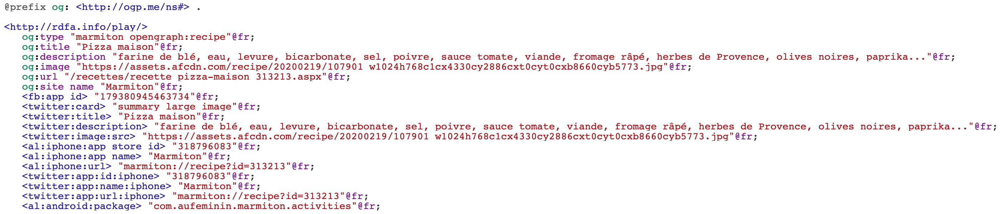 @prefix og: <http://ogp.me/ns#> .
<http://rdfa.info/play/>
og:type "marmiton opengraph:recipe"@fr;
og:title "Pizza maison"@fr;
og:description "farine de blé, eau, levure, bicarbonate, sel, poivre, sauce tomate, viande, fromage râpé, herbes de Provence, olives noires, paprika..."@fr;
og:image "https://assets.afcdn.com/recipe/20200219/107901 w1024h768c1cx4330cy2886cxt0cyt0cxb8660cyb5773.jpg"@fr;
og:url "/recettes/recette pizza-maison 313213.aspx"@fr;
og:site name "Marmiton"@fr;
<fb:app id> "179380945463734"@fr;
<twitter:card> "summary large image"@fr;
<twitter:title> "Pizza maison"@fr;
<twitter:description> "farine de blé, eau, levure, bicarbonate, sel, poivre, sauce tomate, viande, fromage râpé, herbes de Provence, olives noires, paprika..."@fr;
<twitter:image:src> "https://assets.afcdn.com/recipe/20200219/107901 w1024h768c1cx4330cy2886cxt0cyt0cxb8660cyb5773.jpg"@fr;
<al:iphone:app store id> "318796083"@fr;
<al:iphone:app name> "Marmiton"@fr;
<al:iphone:url> "marmiton://recipe?id=313213"@fr;
<twitter:app:id:iphone> "318796083"@fr;
<twitter:app:name:iphone> "Marmiton"@fr;
<twitter:app:url:iphone> "marmiton://recipe?id=313213"@fr;
<al:android:package> "com.aufeminin.marmiton.activities"@fr;